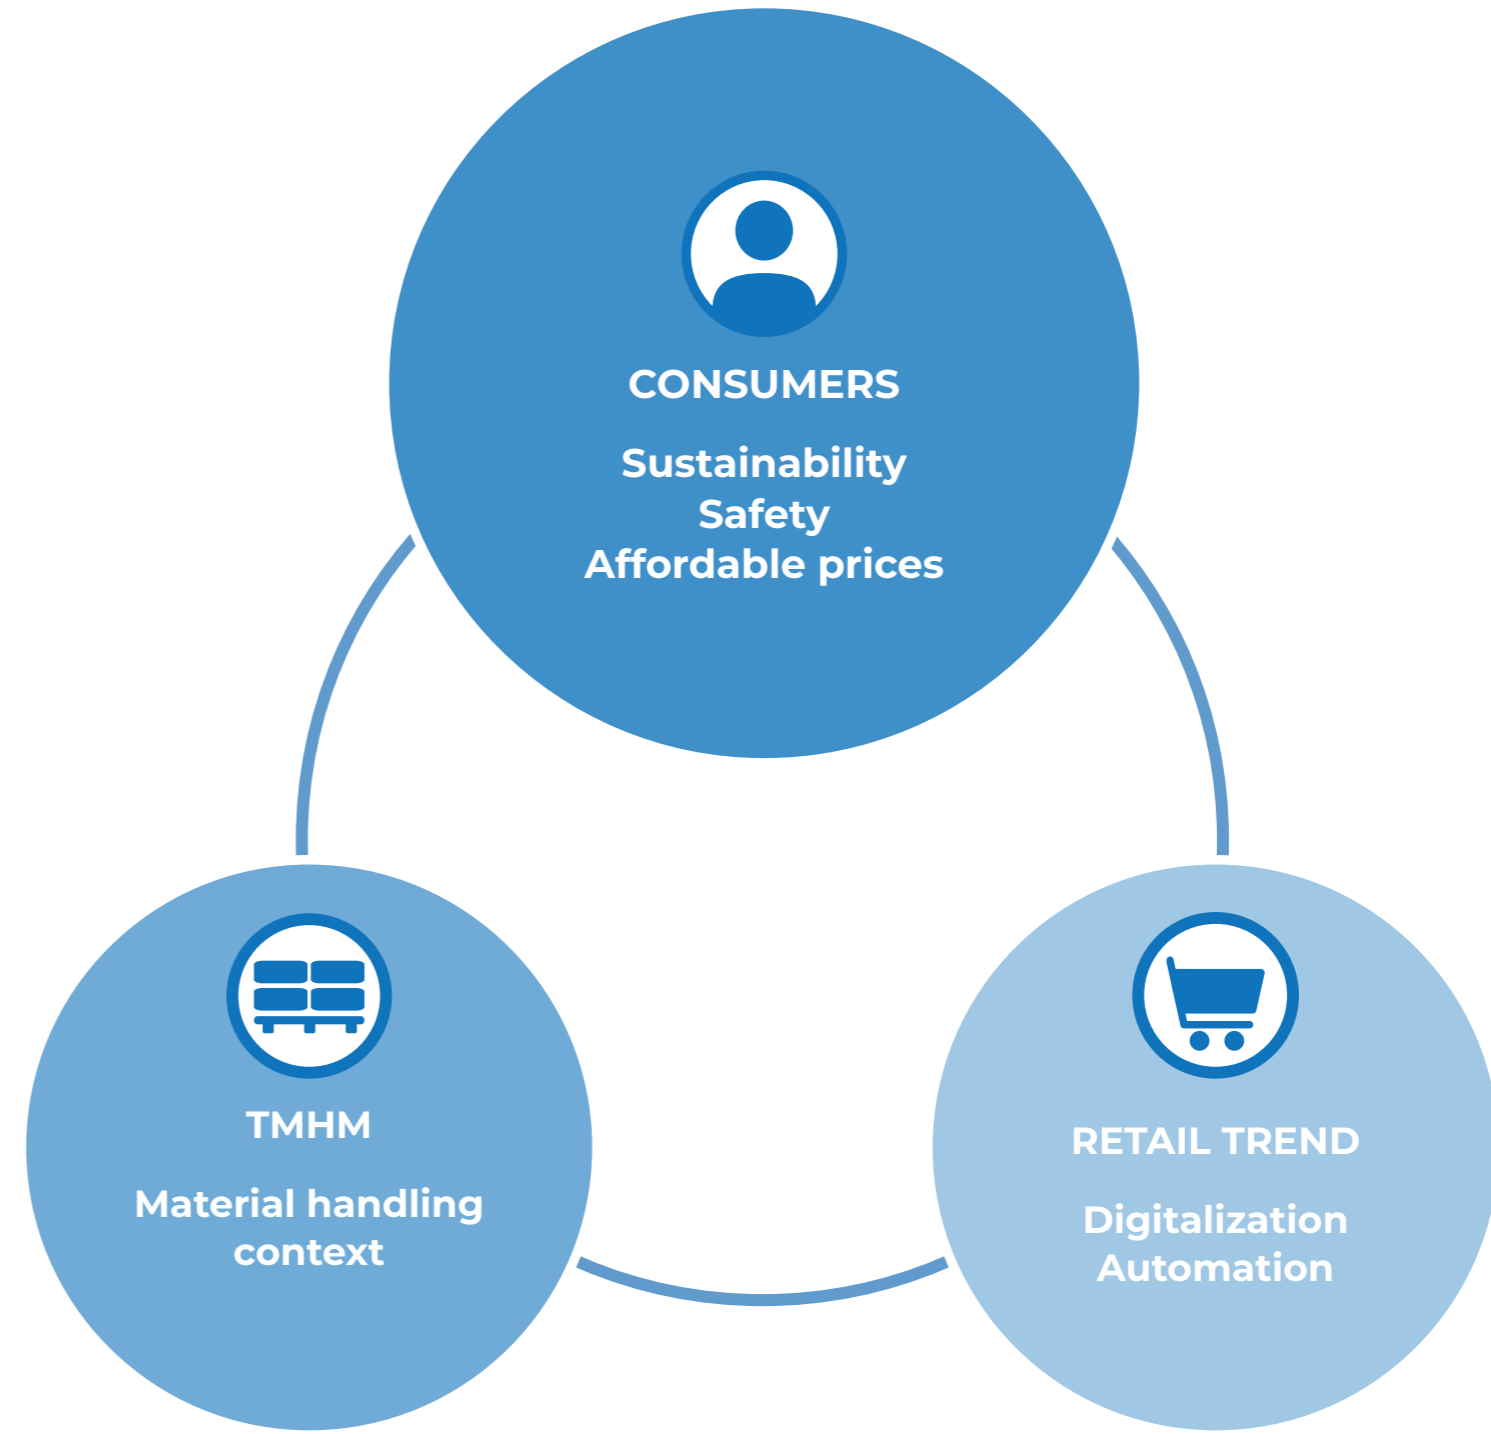 CONSUMERS
Sustainability
Safety
Affordable prices
TMHM
Material handling
context
RETAIL TREND
Digitalization
Automation